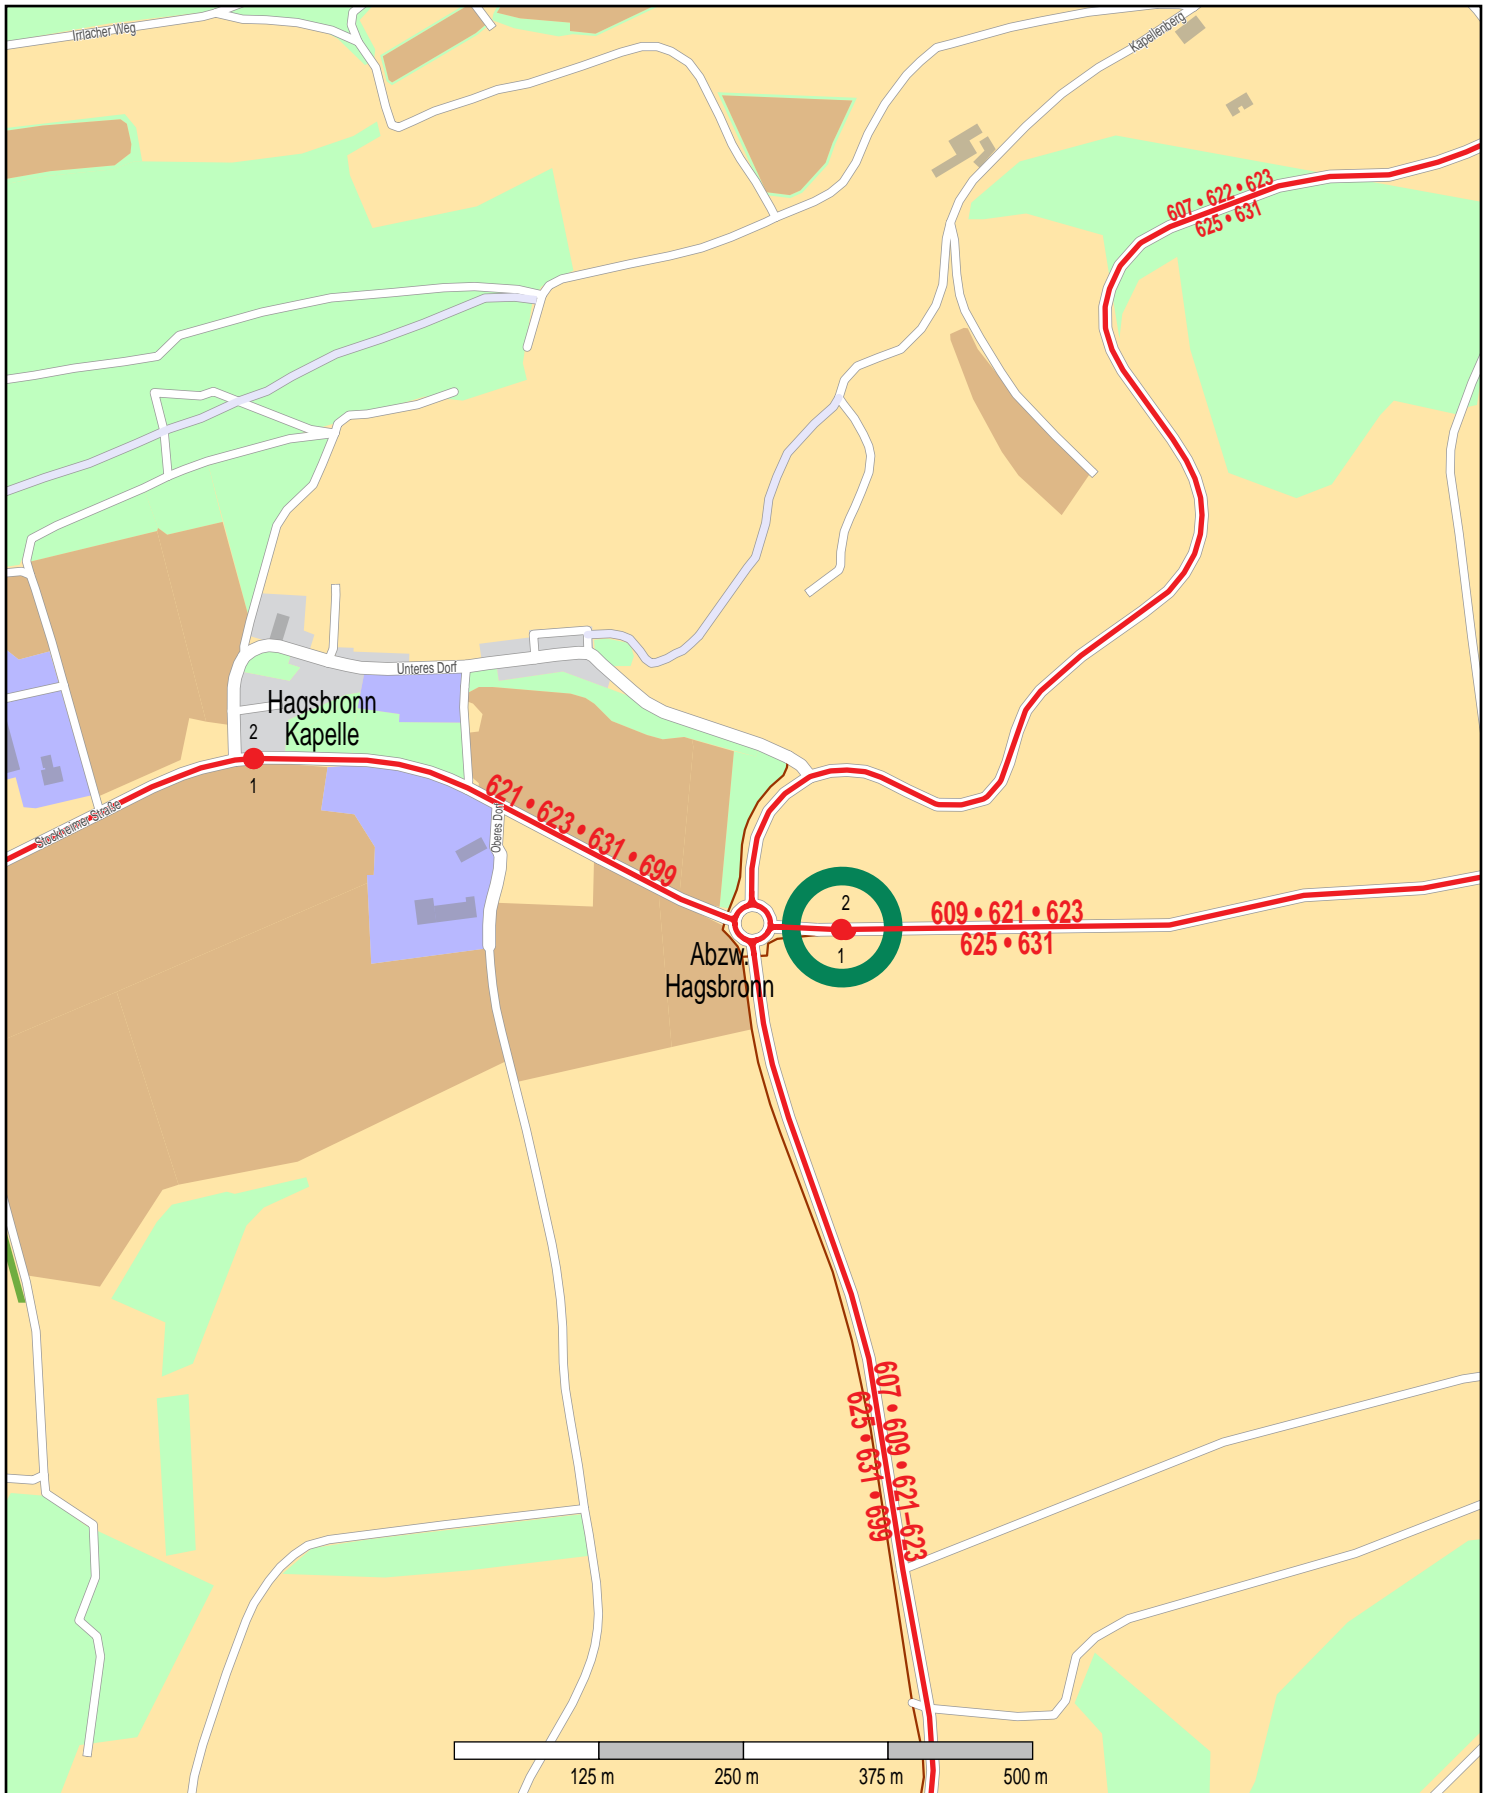 Irrlacher Weg
Kapellenberg
607 • 622 • 623
625 • 631
Unteres Dorf
Hagsbronn
Kapelle
2
1
Stockheimer Straße
621 • 623 • 631 • 699
Oberes Dorf
2
1
609 • 621 • 623
625 • 631
Abzw.
Hagsbronn
607 • 609 • 621–623
625 • 631 • 699
125 m
250 m
375 m
500 m